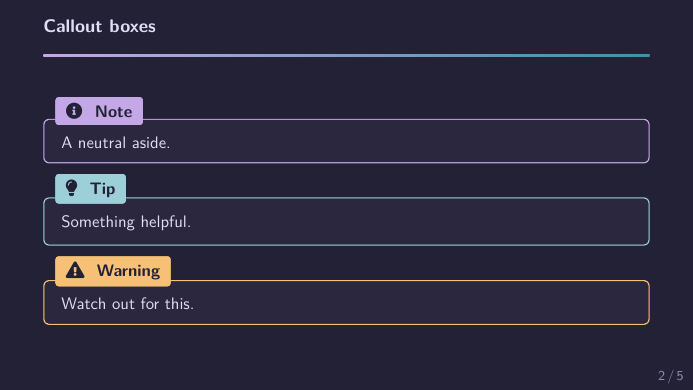 Callout boxes
Note
A neutral aside.
Tip
Something helpful.
Warning
Watch out for this.
2 / 5